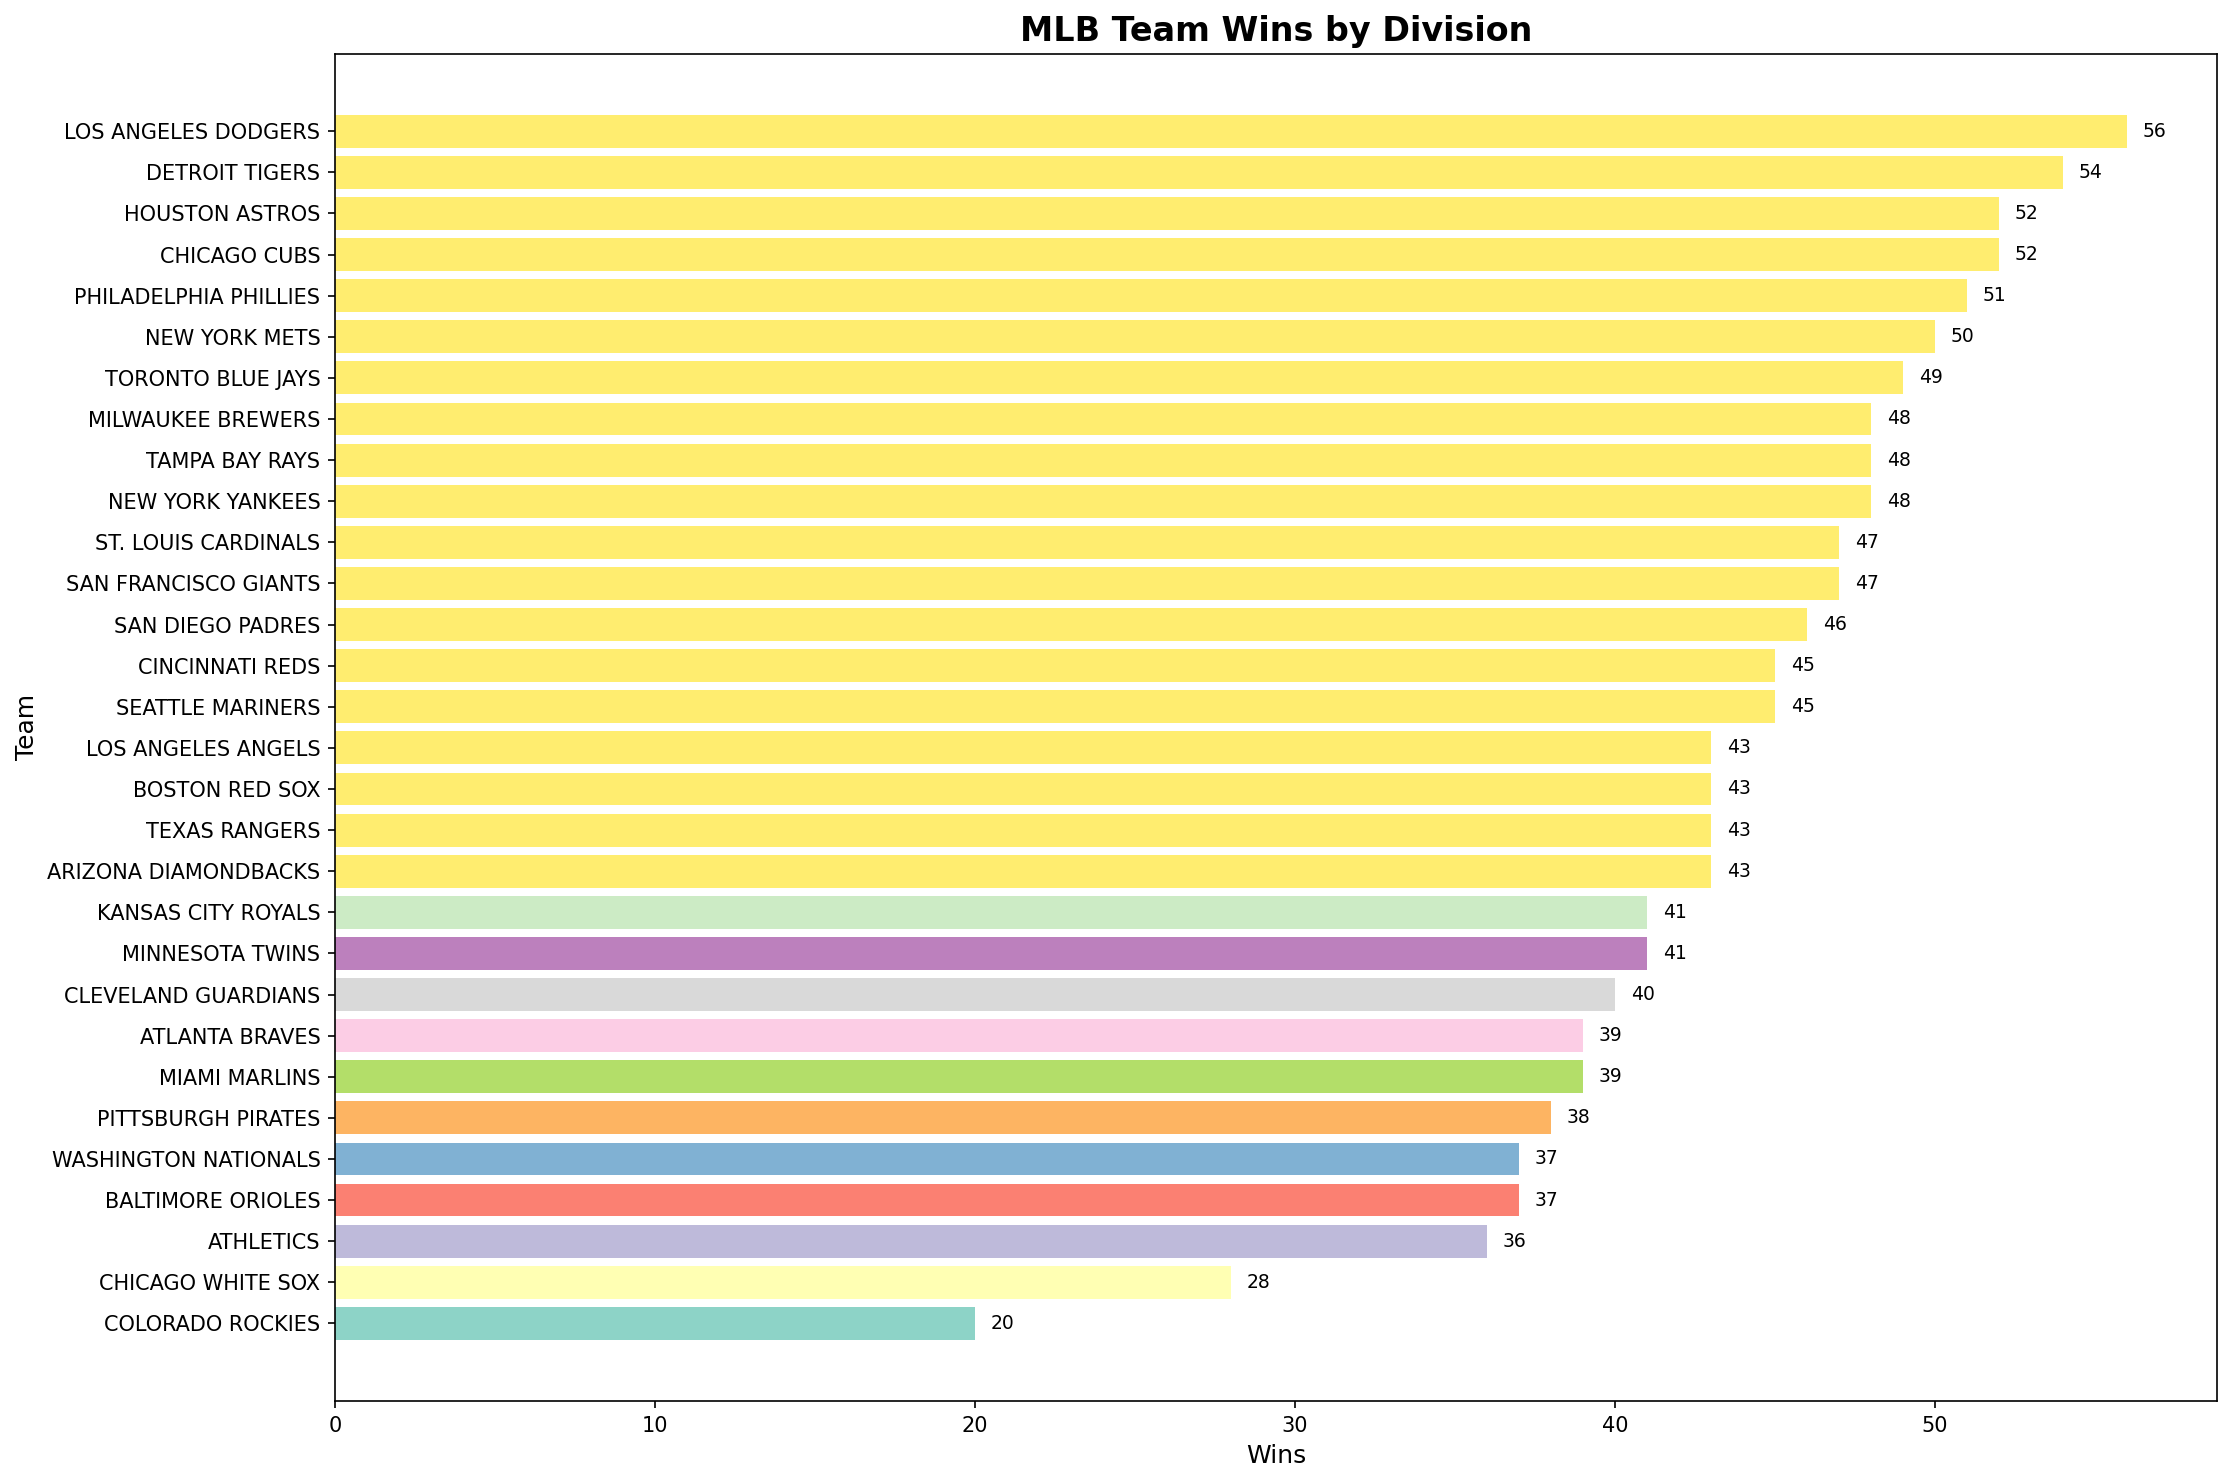 MLB Team Wins by Division
LOS ANGELES DODGERS 56
DETROIT TIGERS 54
HOUSTON ASTROS 52
CHICAGO CUBS 52
PHILADELPHIA PHILLIES 51
NEW YORK METS 50
TORONTO BLUE JAYS 49
MILWAUKEE BREWERS 48
TAMPA BAY RAYS 48
NEW YORK YANKEES 48
ST. LOUIS CARDINALS 47
SAN FRANCISCO GIANTS 47
SAN DIEGO PADRES 46
CINCINNATI REDS 45
SEATTLE MARINERS 45
LOS ANGELES ANGELS 43
BOSTON RED SOX 43
TEXAS RANGERS 43
ARIZONA DIAMONDBACKS 43
KANSAS CITY ROYALS 41
MINNESOTA TWINS 41
CLEVELAND GUARDIANS 40
ATLANTA BRAVES 39
MIAMI MARLINS 39
PITTSBURGH PIRATES 38
WASHINGTON NATIONALS 37
BALTIMORE ORIOLES 37
ATHLETICS 36
CHICAGO WHITE SOX 28
COLORADO ROCKIES 20
Team
0 10 20 30 40 50
Wins